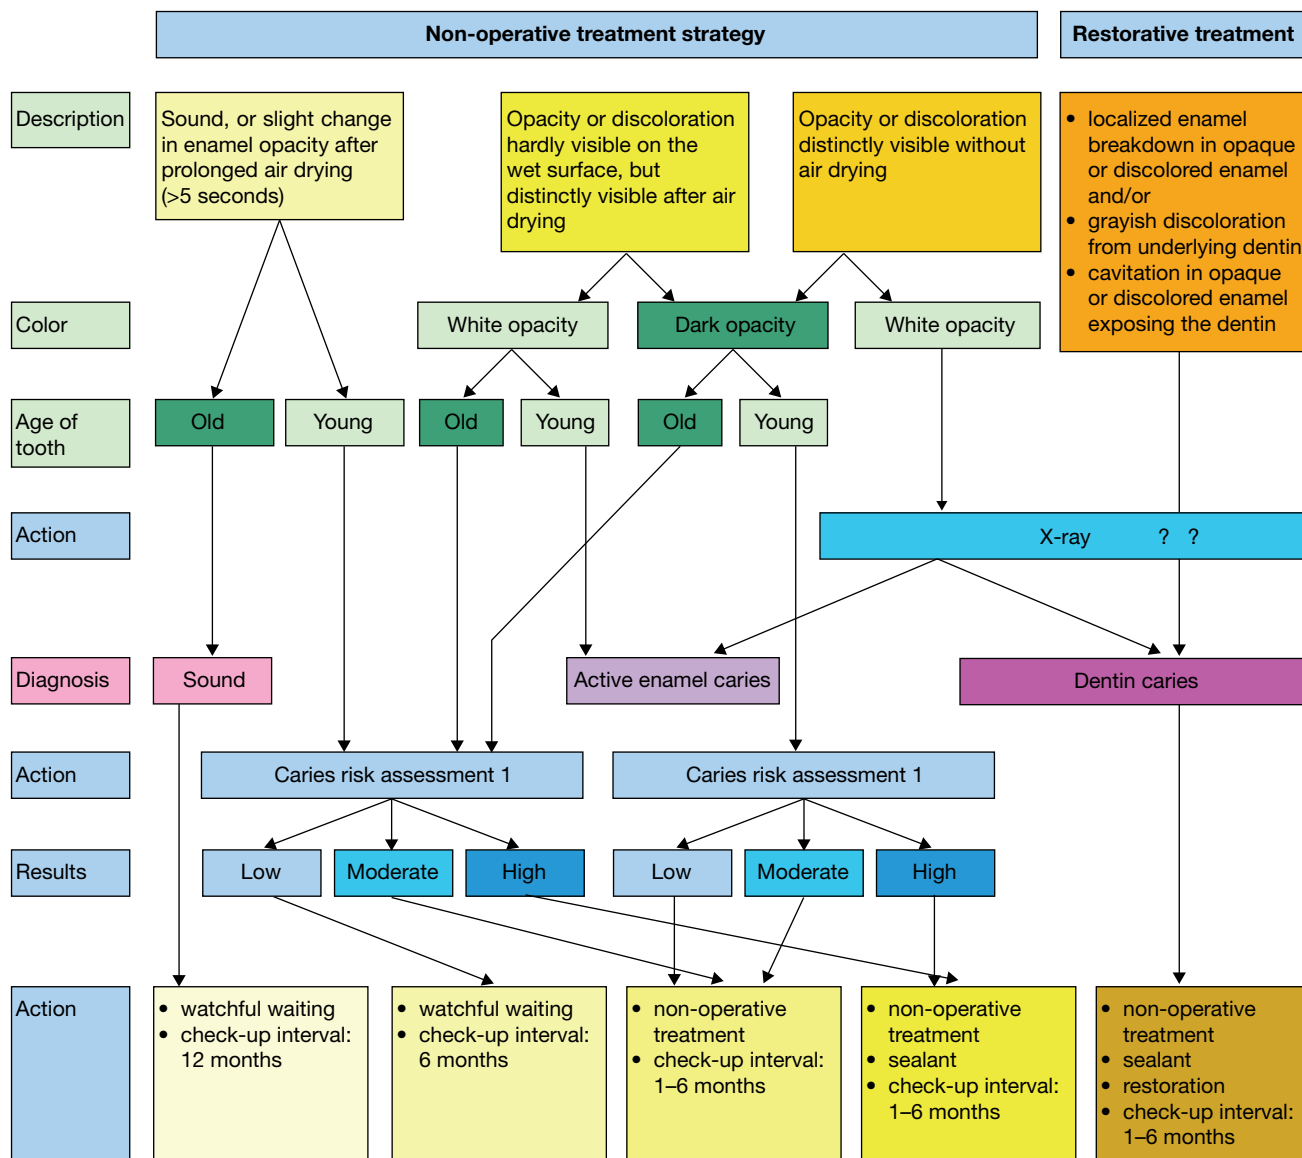 Non-operative treatment strategy
Restorative treatment
Description
Sound, or slight change
in enamel opacity after
prolonged air drying
(>5 seconds)
Opacity or discoloration
hardly visible on the
wet surface, but
distinctly visible after air
drying
Opacity or discoloration
distinctly visible without
air drying
• localized enamel
breakdown in opaque
or discolored enamel
and/or
• grayish discoloration
from underlying dentin
• cavitation in opaque
or discolored enamel
exposing the dentin
Color
White opacity
Dark opacity
White opacity
Age of
tooth
Old
Young
Old
Young
Old
Young
Action
X-ray ? ?
Diagnosis
Sound
Active enamel caries
Dentin caries
Action
Caries risk assessment 1
Caries risk assessment 1
Results
Low
Moderate
High
Low
Moderate
High
Action
• watchful waiting
• check-up interval:
12 months
• watchful waiting
• check-up interval:
6 months
• non-operative
treatment
• check-up interval:
1–6 months
• non-operative
treatment
• sealant
• check-up interval:
1–6 months
• non-operative
treatment
• sealant
• restoration
• check-up interval:
1–6 months